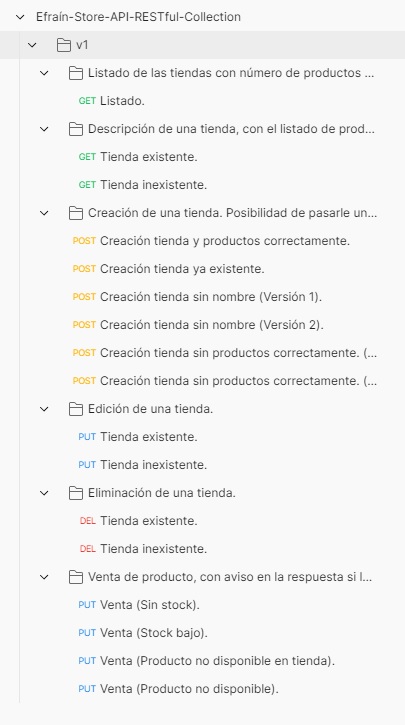 Efraín-Store-API-RESTful-Collection
v1
Listado de las tiendas con número de productos ...
GET Listado.
Descripción de una tienda, con el listado de prod...
GET Tienda existente.
GET Tienda inexistente.
Creación de una tienda. Posibilidad de pasarle un...
POST Creación tienda y productos correctamente.
POST Creación tienda ya existente.
POST Creación tienda sin nombre (Versión 1).
POST Creación tienda sin nombre (Versión 2).
POST Creación tienda sin productos correctamente. (...
POST Creación tienda sin productos correctamente. (...
Edición de una tienda.
PUT Tienda existente.
PUT Tienda inexistente.
Eliminación de una tienda.
DEL Tienda existente.
DEL Tienda inexistente.
Venta de producto, con aviso en la respuesta si l...
PUT Venta (Sin stock).
PUT Venta (Stock bajo).
PUT Venta (Producto no disponible en tienda).
PUT Venta (Producto no disponible).